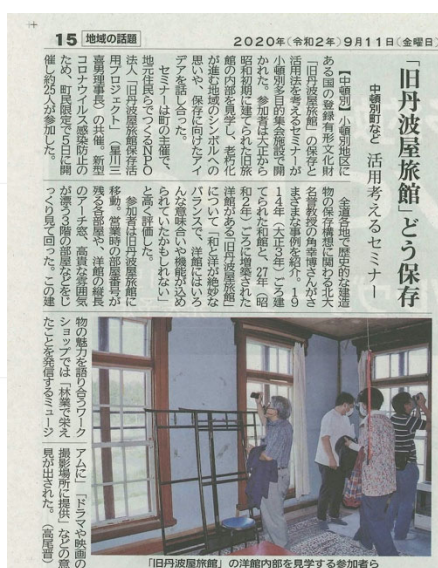 15 地域の話題 2020年(令和2年)9月11日(金曜日)
「旧丹波屋旅館」どう保存
中頓別町など 活用考えるセミナー
【中頓別】小頓別地区に
ある国の登録有形文化財
「旧丹波屋旅館」の保存と
活用法を考えるセミナーが
小頓別多目的集会施設で開
かれた。参加者は大正から
昭和初期に建てられた旧旅
館の内部を見学し、老朽化
が進む地域のシンボルへの
思いや、保存に向けたアイ
デアを話し合った。
セミナーは町の主催で、
地元住民らでつくるNPO
法人「旧丹波屋旅館保存活
用プロジェクト」(星川三
喜男理事長)の共催。新型
コロナウイルス感染防止の
ため、町民限定で5日に開
催し約25人が参加した。
全道各地で歴史的な建造
物の保存構想に関わる北大
名誉教授の角幸博さんがさ
まざまな事例を紹介。19
14年(大正3年)ごろ建
てられた和館と、27年(昭
和2年)ごろに増築された
洋館がある「旧丹波屋旅館」
について「和と洋が絶妙な
バランスで、洋館にはいろ
んな意味合いや機能が込め
られていたかもしれない」
と高く評価した。
参加者は旧丹波屋旅館に
移動。営業時の部屋番号が
残る各部屋や、洋館の縦長
のアーチ窓、高貴な雰囲気
が漂う2階の部屋などをじ
っくり見て回った。この建
物の魅力を語り合うワーク
ショップでは「林業で栄え
たことを発信するミュージ
アムに」「ドラマや映画の
撮影場所に提供」などの意
見が出された。(高尾晋)
「旧丹波屋旅館」の洋館内部を見学する参加者ら